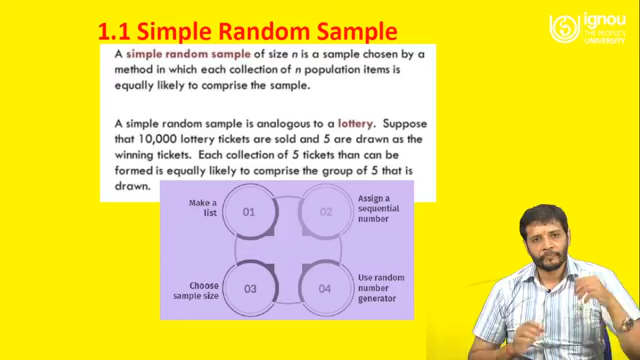 1.1 Simple Random Sample
ignou
THE PEOPLE'S
UNIVERSITY
A simple random sample of size n is a sample chosen by a
method in which each collection of n population items is
equally likely to comprise the sample.
A simple random sample is analogous to a lottery. Suppose
that 10,000 lottery tickets are sold and 5 are drawn as the
winning tickets. Each collection of 5 tickets than can be
formed is equally likely to comprise the group of 5 that is
drawn.
Make a
list
01
02
Assign a
sequential
number
Choose
sample size
03
04
Use random
number
generator